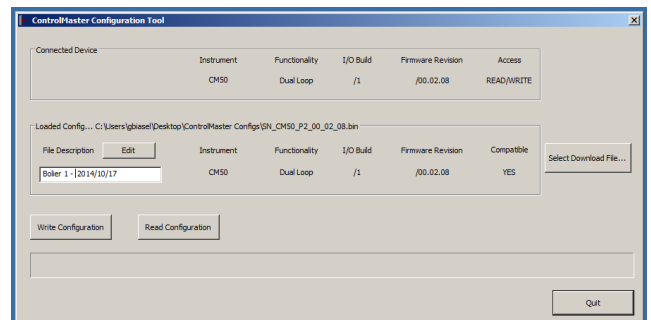 ControlMaster Configuration Tool
Connected Device
Instrument Functionality I/O Build Firmware Revision Access
CM50 Dual Loop /1 /00.02.08 READ/WRITE
Loaded Config... C:\Users\gbiasel\Desktop\ControlMaster Configs\SN_CM50_P2_00_02_08.bin
File Description Edit Instrument Functionality I/O Build Firmware Revision Compatible
Bolier 1 - 2014/10/17 CM50 Dual Loop /1 /00.02.08 YES
Select Download File...
Write Configuration Read Configuration
Quit